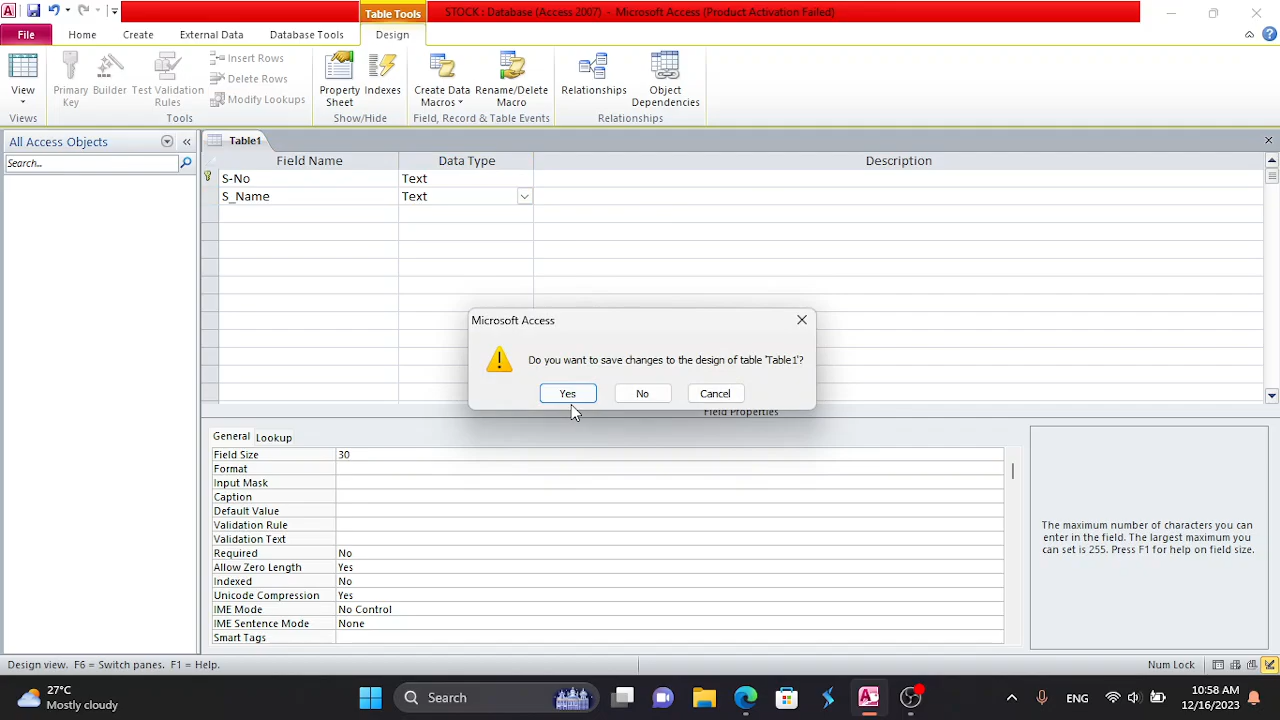 Table Tools
STOCK : Database (Access 2007) - Microsoft Access (Product Activation Failed)
File
Home
Create
External Data
Database Tools
Design
View
Primary Key
Builder
Test Validation Rules
Insert Rows
Delete Rows
Modify Lookups
Property Sheet
Indexes
Create Data Macros
Rename/Delete Macro
Relationships
Object Dependencies
Views
Tools
Show/Hide
Field, Record & Table Events
Relationships
All Access Objects
Search...
Table1
Field Name
Data Type
Description
S-No
Text
S_Name
Text
Microsoft Access
Do you want to save changes to the design of table 'Table1'?
Yes
No
Cancel
Field Properties
General
Lookup
Field Size
30
Format
Input Mask
Caption
Default Value
Validation Rule
Validation Text
Required
No
Allow Zero Length
Yes
Indexed
No
Unicode Compression
Yes
IME Mode
No Control
IME Sentence Mode
None
Smart Tags
The maximum number of characters you can
enter in the field. The largest maximum you
can set is 255. Press F1 for help on field size.
Design view. F6 = Switch panes. F1 = Help.
Num Lock
27°C
Mostly cloudy
Search
ENG
10:58 AM
12/16/2023